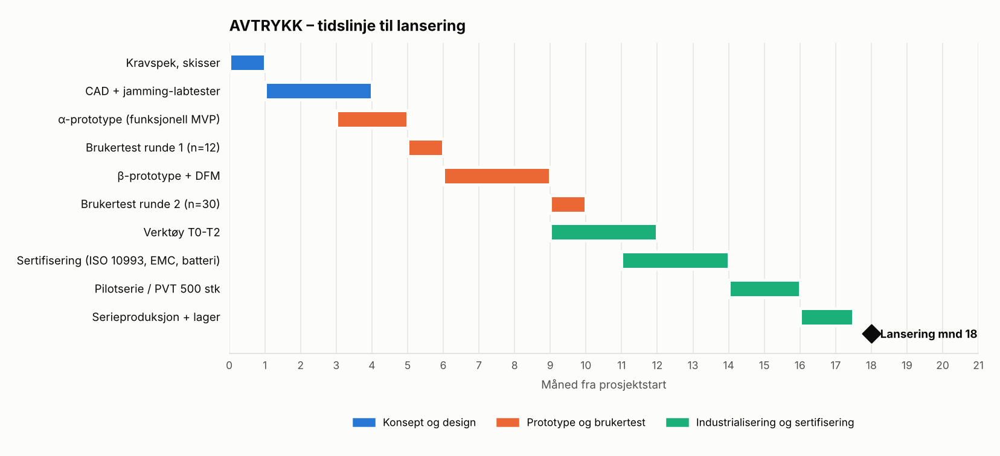 AVTRYKK – tidslinje til lansering
Kravspek, skisser
CAD + jamming-labtester
α-prototype (funksjonell MVP)
Brukertest runde 1 (n=12)
β-prototype + DFM
Brukertest runde 2 (n=30)
Verktøy T0-T2
Sertifisering (ISO 10993, EMC, batteri)
Pilotserie / PVT 500 stk
Serieproduksjon + lager
Lansering mnd 18
0 1 2 3 4 5 6 7 8 9 10 11 12 13 14 15 16 17 18 19 20 21
Måned fra prosjektstart
Konsept og design Prototype og brukertest Industrialisering og sertifisering